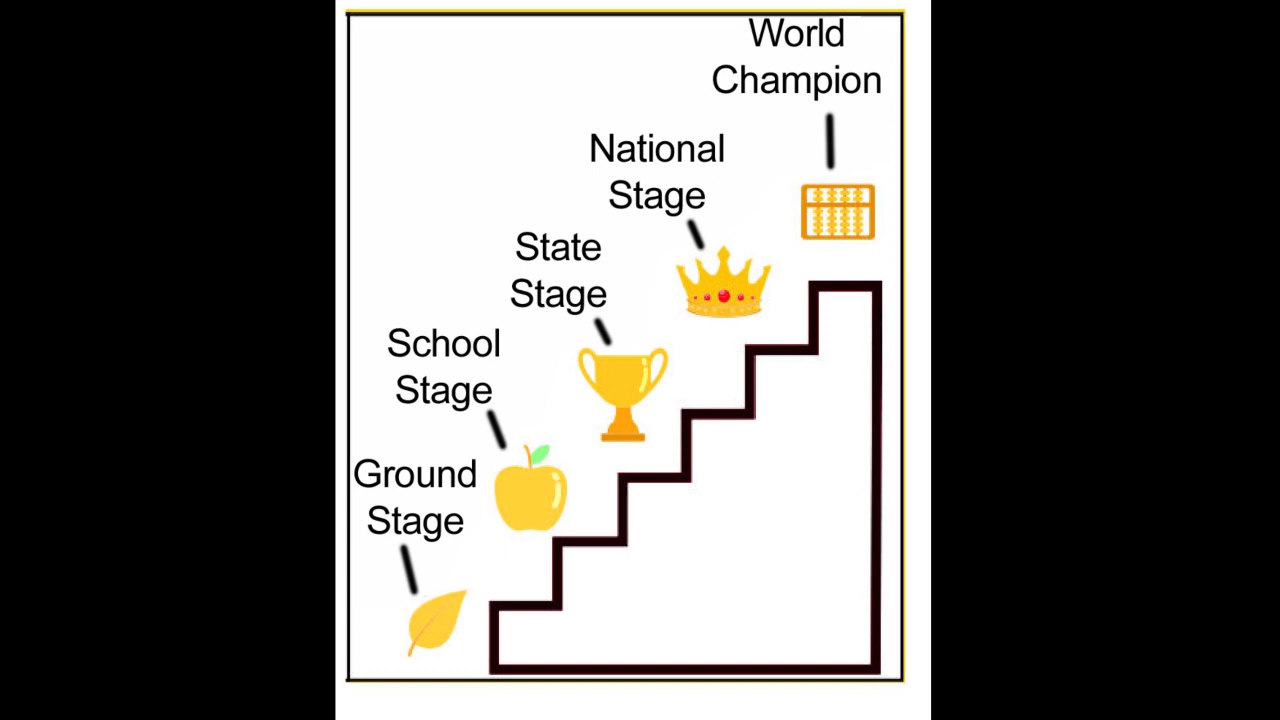 World
Champion
National
Stage
State
Stage
School
Stage
Ground
Stage